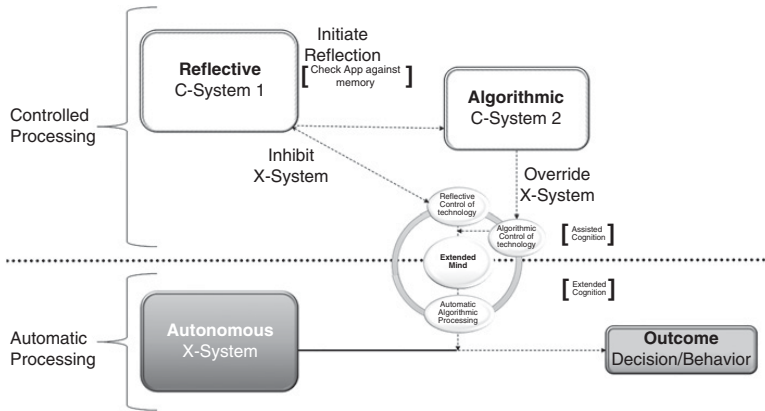 Initiate
Reflection
[Check App against
memory]
Reflective
C-System 1
Algorithmic
C-System 2
Controlled
Processing
Inhibit
X-System
Override
X-System
Reflective
Control of
technology
Algorithmic
Control of
technology
[Assisted
Cognition]
Extended
Mind
[Extended
Cognition]
Automatic
Algorithmic
Processing
Automatic
Processing
Autonomous
X-System
Outcome
Decision/Behavior